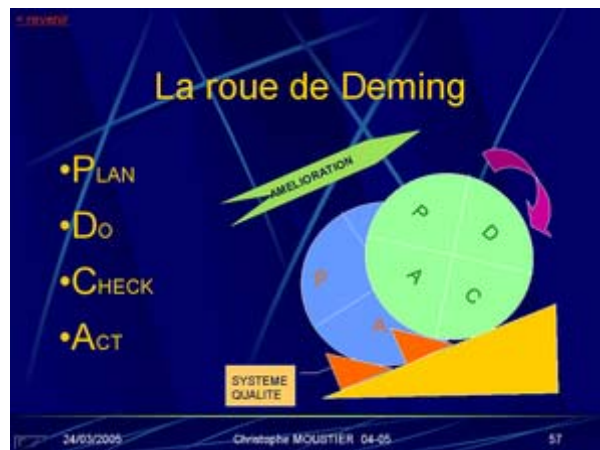 < revenir
La roue de Deming
•PLAN
•DO
•CHECK
•ACT
AMELIORATION
P
D
A
C
P
A
SYSTEME
QUALITE
24/03/2005
Christophe MOUSTIER 04-05
57